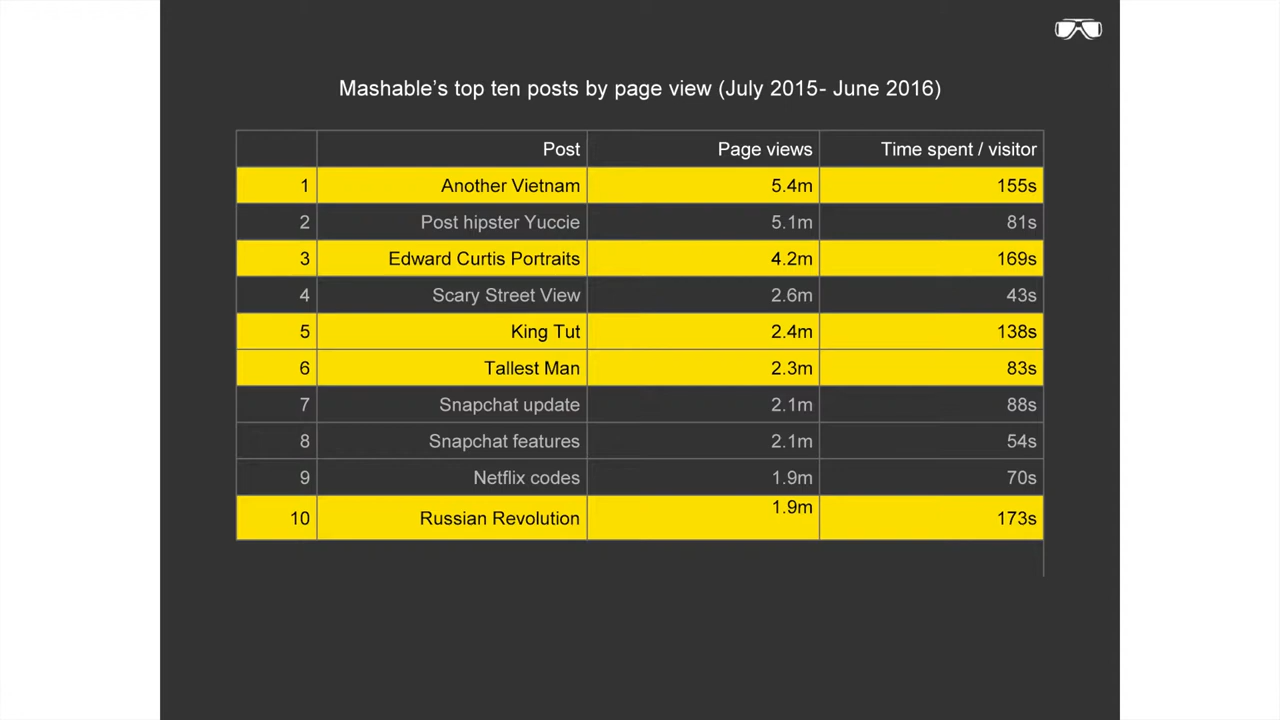 Mashable’s top ten posts by page view (July 2015- June 2016)
Post Page views Time spent / visitor
1 Another Vietnam 5.4m 155s
2 Post hipster Yuccie 5.1m 81s
3 Edward Curtis Portraits 4.2m 169s
4 Scary Street View 2.6m 43s
5 King Tut 2.4m 138s
6 Tallest Man 2.3m 83s
7 Snapchat update 2.1m 88s
8 Snapchat features 2.1m 54s
9 Netflix codes 1.9m 70s
10 Russian Revolution 1.9m 173s